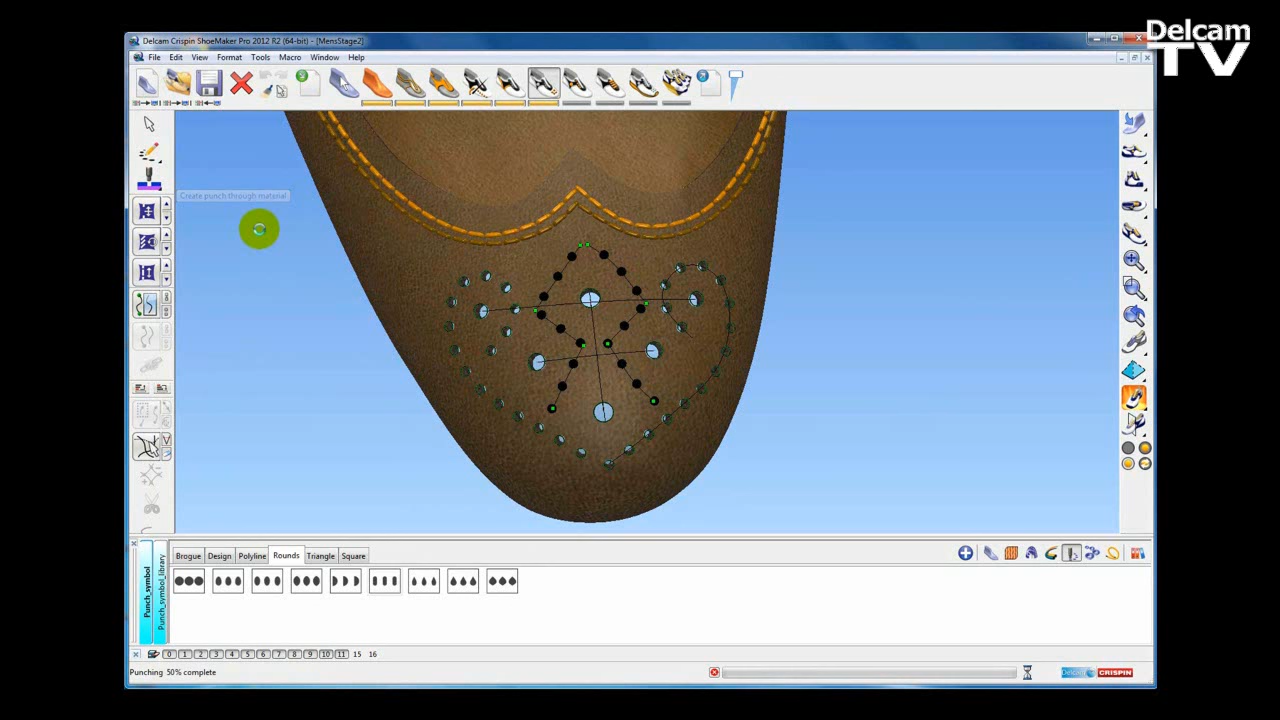 Delcam
TV
Delcam Crispin ShoeMaker Pro 2012 R2 (64-bit) - [MensStage2]
File Edit View Format Tools Macro Window Help
Create punch through material
Brogue Design Polyline Rounds Triangle Square
Punch_symbol
Punch_symbol_library
0 1 2 3 4 5 6 7 8 9 10 11 15 16
Punching 50% complete
Delcam CRISPIN